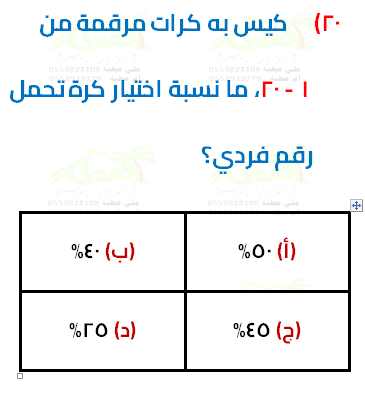 ٢٠) كيس به كرات مرقمة من
١ - ٢٠، ما نسبة اختيار كرة تحمل
رقم فردي؟
(أ) ٥٠%
(ب) ٤٠%
(ج) ٤٥%
(د) ٢٥%